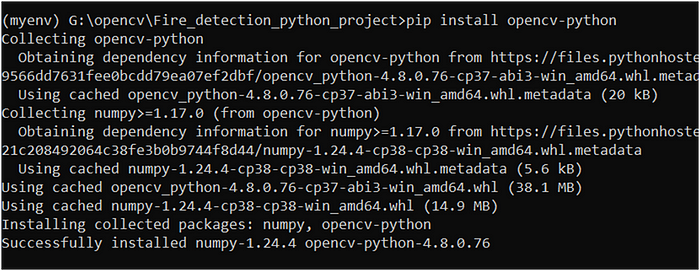 (myenv) G:\opencv\Fire_detection_python_project>pip install opencv-python
Collecting opencv-python
  Obtaining dependency information for opencv-python from https://files.pythonhoste
9566dd7631fee0bcdd79ea07ef2dbf/opencv_python-4.8.0.76-cp37-abi3-win_amd64.whl.metad
  Using cached opencv_python-4.8.0.76-cp37-abi3-win_amd64.whl.metadata (20 kB)
Collecting numpy>=1.17.0 (from opencv-python)
  Obtaining dependency information for numpy>=1.17.0 from https://files.pythonhoste
21c208492064c38fe3b0b9744f8d44/numpy-1.24.4-cp38-cp38-win_amd64.whl.metadata
  Using cached numpy-1.24.4-cp38-cp38-win_amd64.whl.metadata (5.6 kB)
Using cached opencv_python-4.8.0.76-cp37-abi3-win_amd64.whl (38.1 MB)
Using cached numpy-1.24.4-cp38-cp38-win_amd64.whl (14.9 MB)
Installing collected packages: numpy, opencv-python
Successfully installed numpy-1.24.4 opencv-python-4.8.0.76